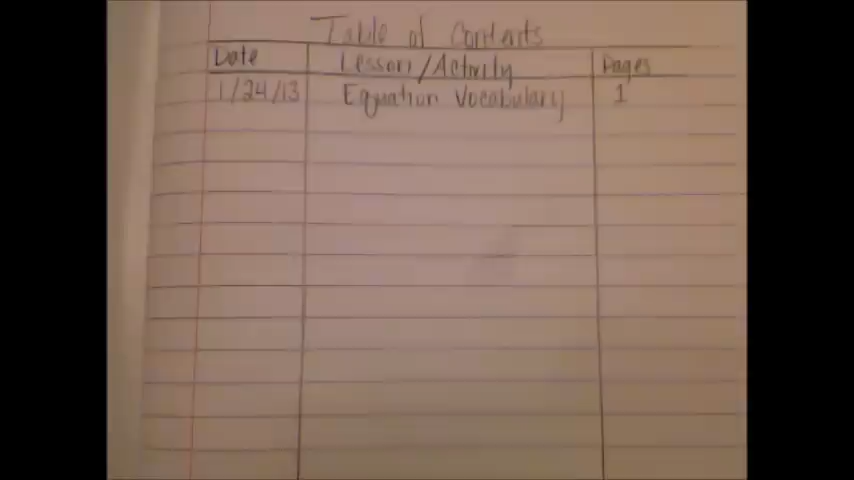 Table of Contents
Date Lesson/Activity Pages
1/24/13 Equation Vocabulary 1